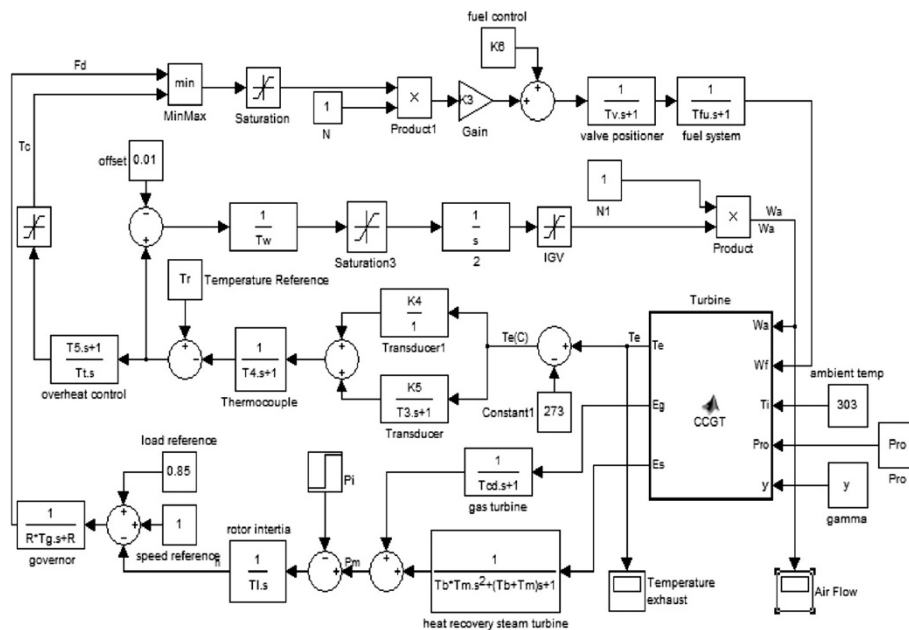 fuel control
K6
Fd
min
MinMax
Saturation
1
N
×
Product1
K3
Gain
1
Tv.s+1
valve positioner
1
Tfu.s+1
fuel system
Tc
offset
0.01
1
Tw
Saturation3
1
s
2
IGV
1
N1
×
Product
Wa
Wa
Tr
Temperature Reference
T5.s+1
Tt.s
overheat control
1
T4.s+1
Thermocouple
K4
1
Transducer1
K5
T3.s+1
Transducer
Te(C)
Te
Constant1
273
Turbine
Wa
Te
Wf
Eg
CCGT
Ti
Pro
Es
y
ambient temp
303
Pro
Pro
y
gamma
load reference
0.85
1
speed reference
n
1
R*Tg.s+R
governor
rotor intertia
1
TI.s
Pi
Pm
1
Tcd.s+1
gas turbine
1
Tb*Tm.s²+(Tb+Tm)s+1
heat recovery steam turbine
Temperature
exhaust
Air Flow